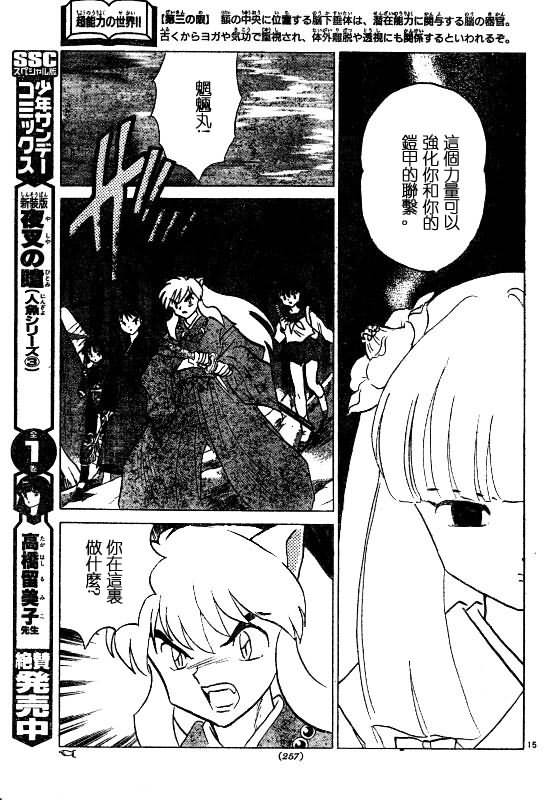 超能力の世界!!
【第三の眼】 額の中央に位置する脳下垂体は、潜在能力に関与する脳の器官。
古くからヨガや気功で重視され、体外離脱や透視にも関係するといわれるぞ。
這個力量可以
強化你和你的
鎧甲的聯繫。
魍魎丸!
你在這裏
做什麼?
SSC
スペシャル版
少年サンデー
コミックス
新装版
夜叉の瞳
(人魚シリーズ③)
全1巻
高橋留美子先生
絶賛
発売中
15
(257)